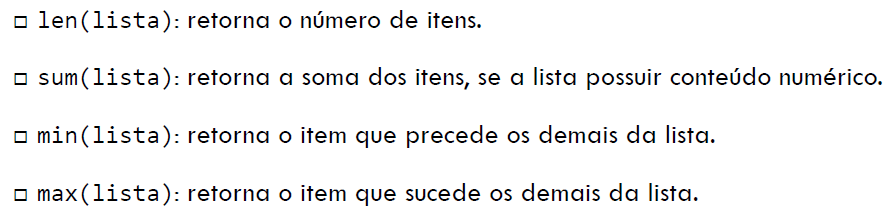 □ len(lista): retorna o número de itens.
□ sum(lista): retorna a soma dos itens, se a lista possuir conteúdo numérico.
□ min(lista): retorna o item que precede os demais da lista.
□ max(lista): retorna o item que sucede os demais da lista.